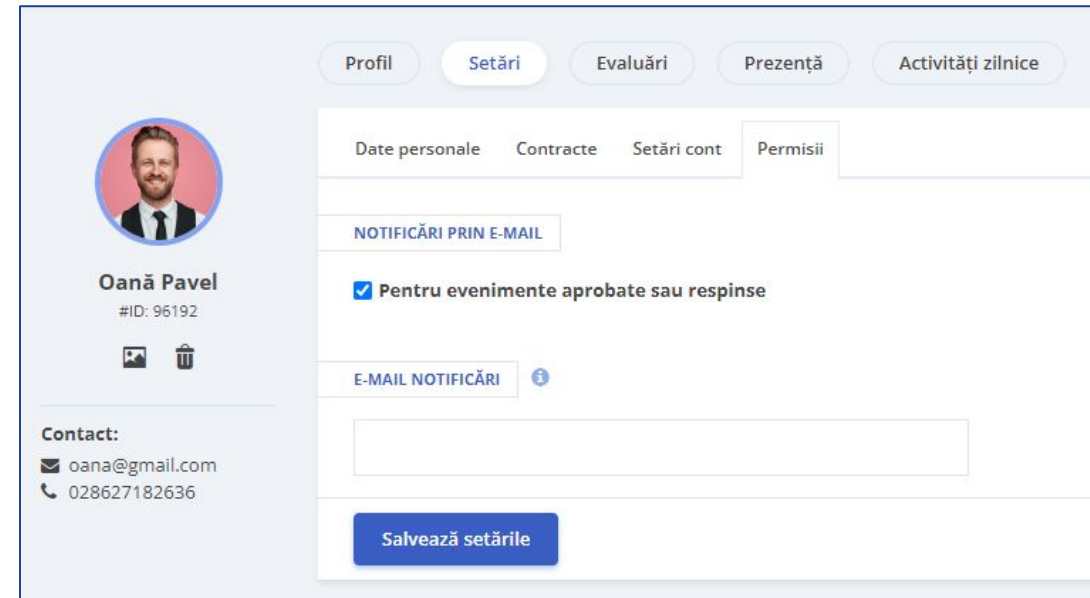 Profil
Setări
Evaluări
Prezență
Activități zilnice
Date personale
Contracte
Setări cont
Permisii
NOTIFICĂRI PRIN E-MAIL
Pentru evenimente aprobate sau respinse
E-MAIL NOTIFICĂRI
Salvează setările
Oană Pavel
#ID: 96192
Contact:
oana@gmail.com
028627182636